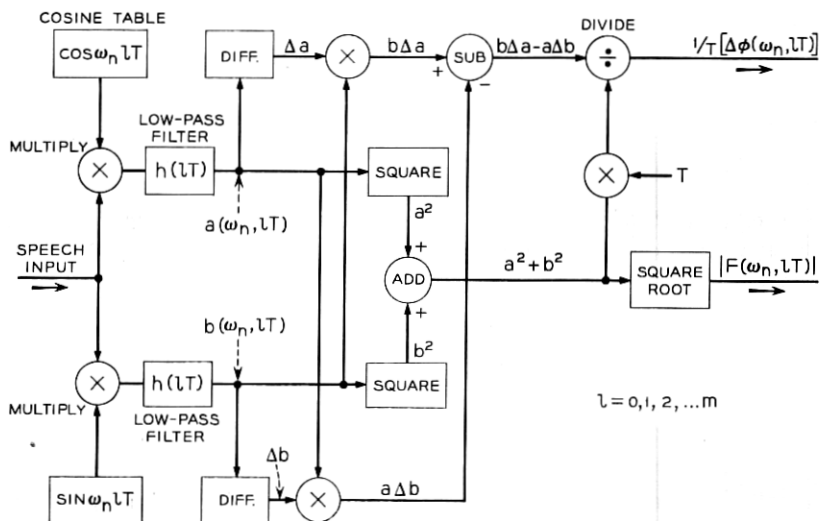 COSINE TABLE
COS ωₙ lT
DIFF.
Δa
×
b Δa
+
SUB
−
bΔa-aΔb
DIVIDE
÷
1/T [Δϕ(ωₙ, lT)]
LOW-PASS
FILTER
MULTIPLY
×
h(lT)
SQUARE
×
T
a(ωₙ, lT)
a²
+
SPEECH
INPUT
ADD
a²+b²
SQUARE
ROOT
|F(ωₙ, lT)|
b(ωₙ, lT)
+
b²
×
h(lT)
SQUARE
MULTIPLY
LOW-PASS
FILTER
l = 0, 1, 2, ...m
Δb
SIN ωₙ lT
DIFF.
×
a Δb